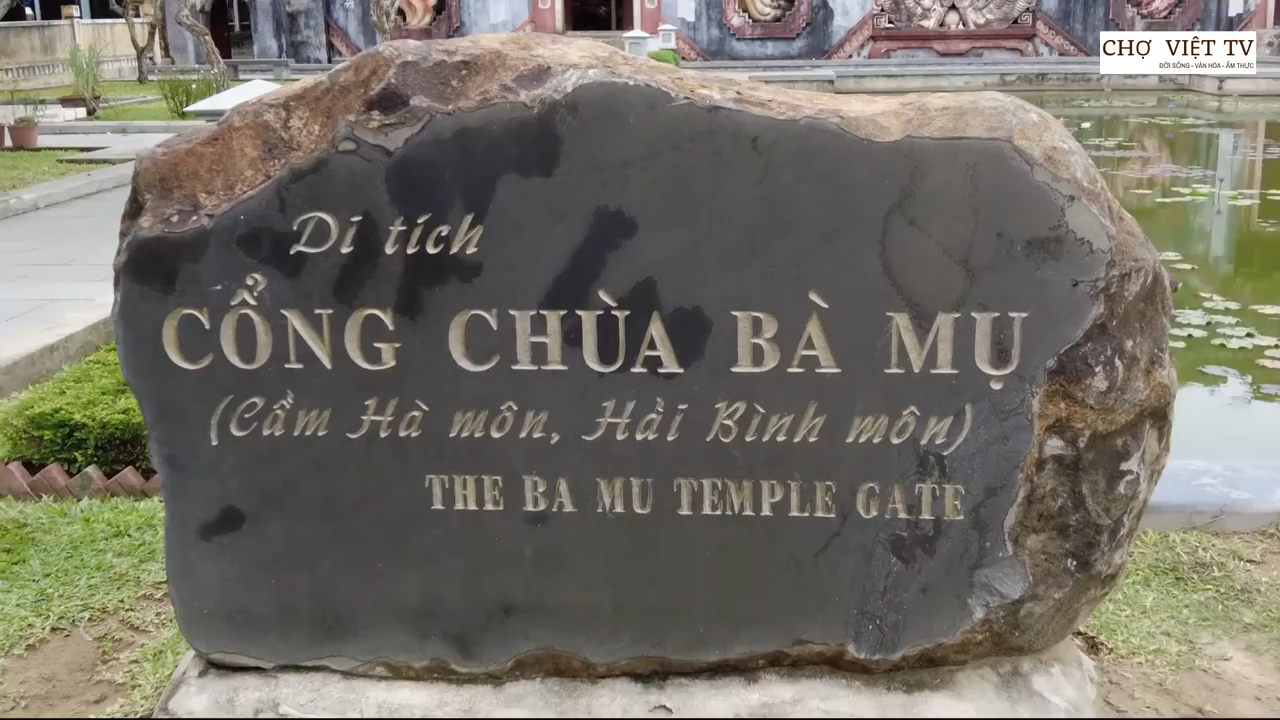 CHỢ VIỆT TV
ĐỜI SỐNG - VĂN HÓA - ẨM THỰC
Di tích
CỔNG CHÙA BÀ MỤ
(Cẩm Hà môn, Hải Bình môn)
THE BA MU TEMPLE GATE